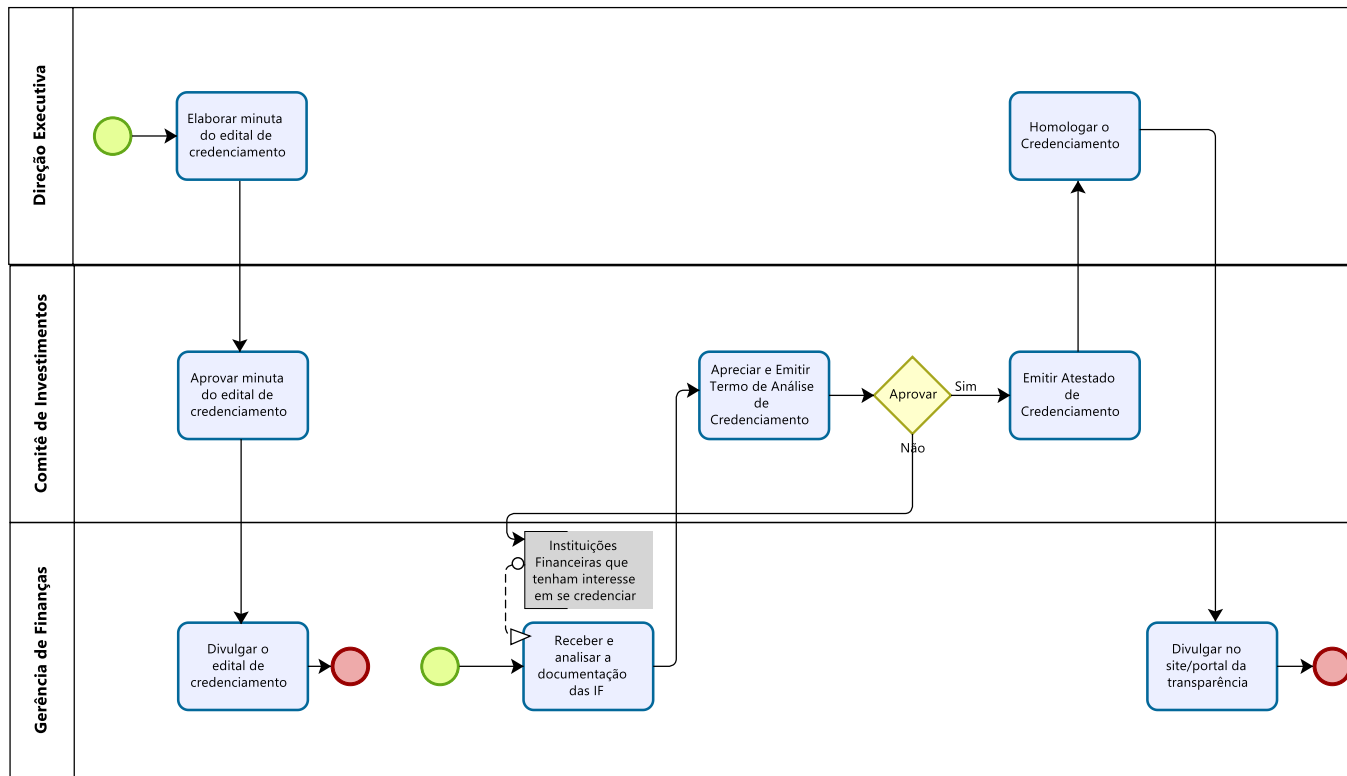 Direção Executiva
Elaborar minuta
do edital de
credenciamento
Homologar o
Credenciamento
Comitê de Investimentos
Aprovar minuta
do edital de
credenciamento
Apreciar e Emitir
Termo de Análise
de
Credenciamento
Aprovar
Sim
Não
Emitir Atestado
de
Credenciamento
Gerência de Finanças
Divulgar o
edital de
credenciamento
Instituições
Financeiras que
tenham interesse
em se credenciar
Receber e
analisar a
documentação
das IF
Divulgar no
site/portal da
transparência